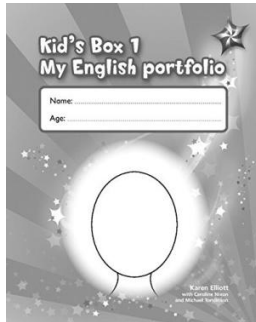 Kid's Box 1
My English portfolio
Name:
Age:
Karen Elliott
with Caroline Nixon
and Michael Tomlinson